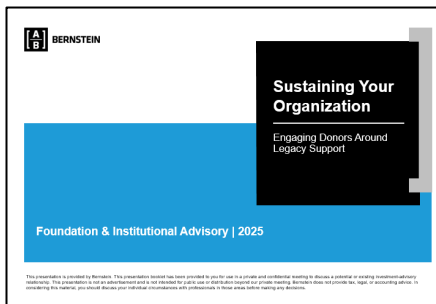 [A/B] BERNSTEIN
Sustaining Your
Organization
Engaging Donors Around
Legacy Support
Foundation & Institutional Advisory | 2025
This presentation is provided by Bernstein. This presentation booklet has been provided to you for use in a private and confidential meeting to discuss a potential or existing investment-advisory
relationship. This presentation is not an advertisement and is not intended for public use or distribution beyond our private meeting. Bernstein does not provide tax, legal, or accounting advice. In
considering this material, you should discuss your individual circumstances with professionals in those areas before making any decisions.